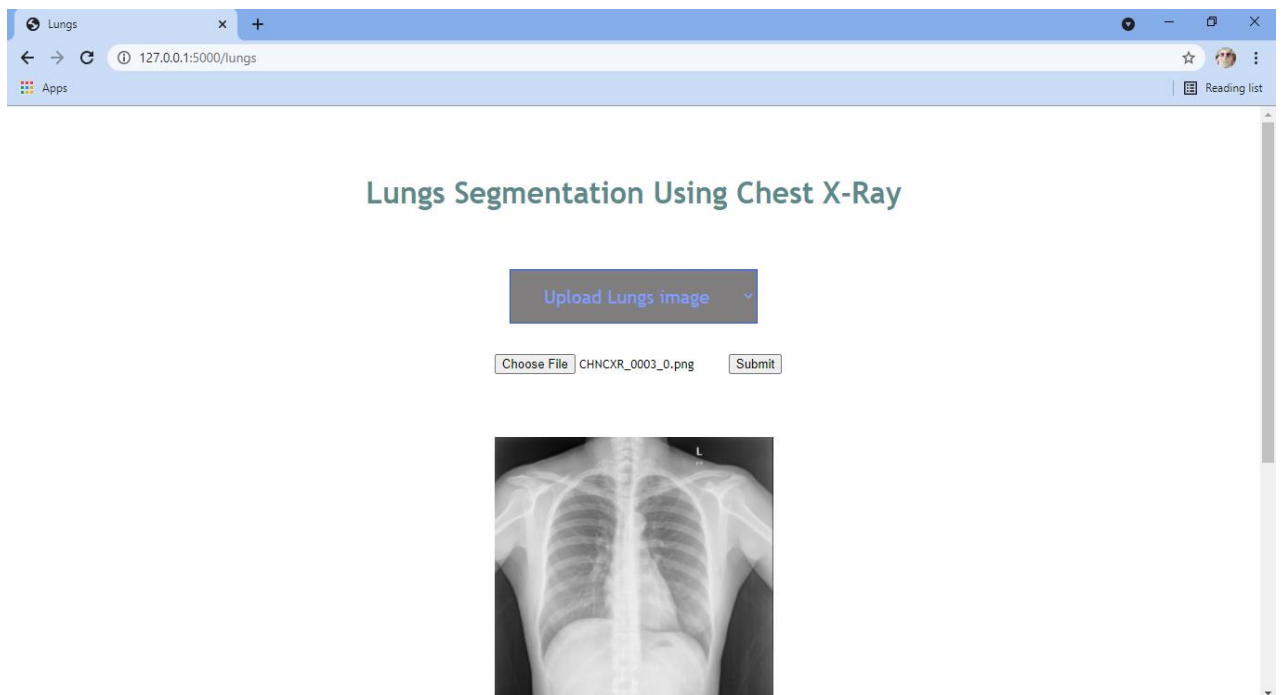 Lungs
127.0.0.1:5000/lungs
Apps
Reading list
Lungs Segmentation Using Chest X-Ray
Upload Lungs image
Choose File CHNCXR_0003_0.png Submit
L